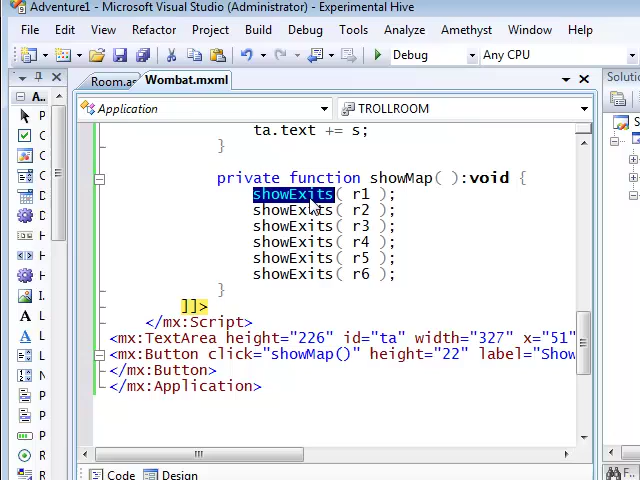 Adventure1 - Microsoft Visual Studio (Administrator) - Experimental Hive
File Edit View Refactor Project Build Debug Tools Analyze Amethyst Window Help
Debug Any CPU
Room.as Wombat.mxml
Solutio
A..
Application TROLLROOM
ta.text += s;
}
private function showMap( ):void {
showExits( r1 );
showExits( r2 );
showExits( r3 );
showExits( r4 );
showExits( r5 );
showExits( r6 );
}
]]>
</mx:Script>
<mx:TextArea height="226" id="ta" width="327" x="51"
<mx:Button click="showMap()" height="22" label="Show
</mx:Button>
</mx:Application>
P
C
C
C
D
H
I
L
L
N
P
P
P
R
S
Code Design
F..